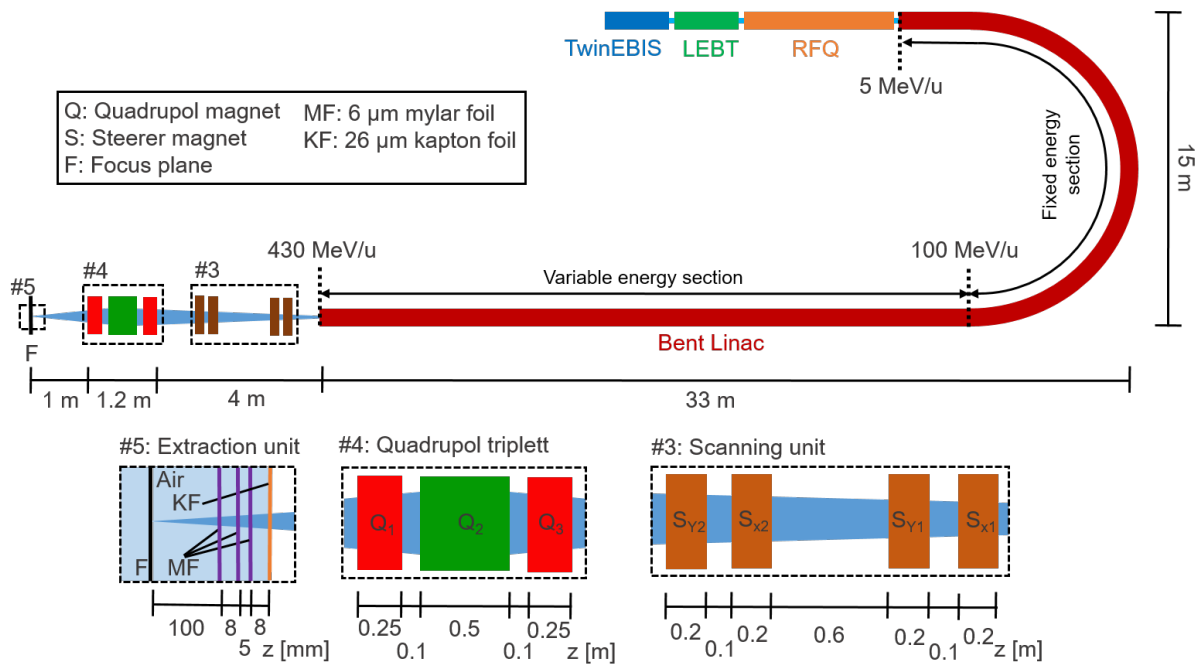 TwinEBIS LEBT RFQ
5 MeV/u
Q: Quadrupol magnet
S: Steerer magnet
F: Focus plane
MF: 6 μm mylar foil
KF: 26 μm kapton foil
Fixed energy
section
15 m
430 MeV/u
100 MeV/u
Variable energy section
#5
#4
#3
F
Bent Linac
1 m
1.2 m
4 m
33 m
#5: Extraction unit
Air
KF
F
MF
100
8
5
8
z [mm]
#4: Quadrupol triplett
Q1
Q2
Q3
0.25
0.1
0.5
0.1
0.25
z [m]
#3: Scanning unit
SY2
Sx2
SY1
Sx1
0.2
0.1
0.2
0.6
0.2
0.1
0.2
z [m]